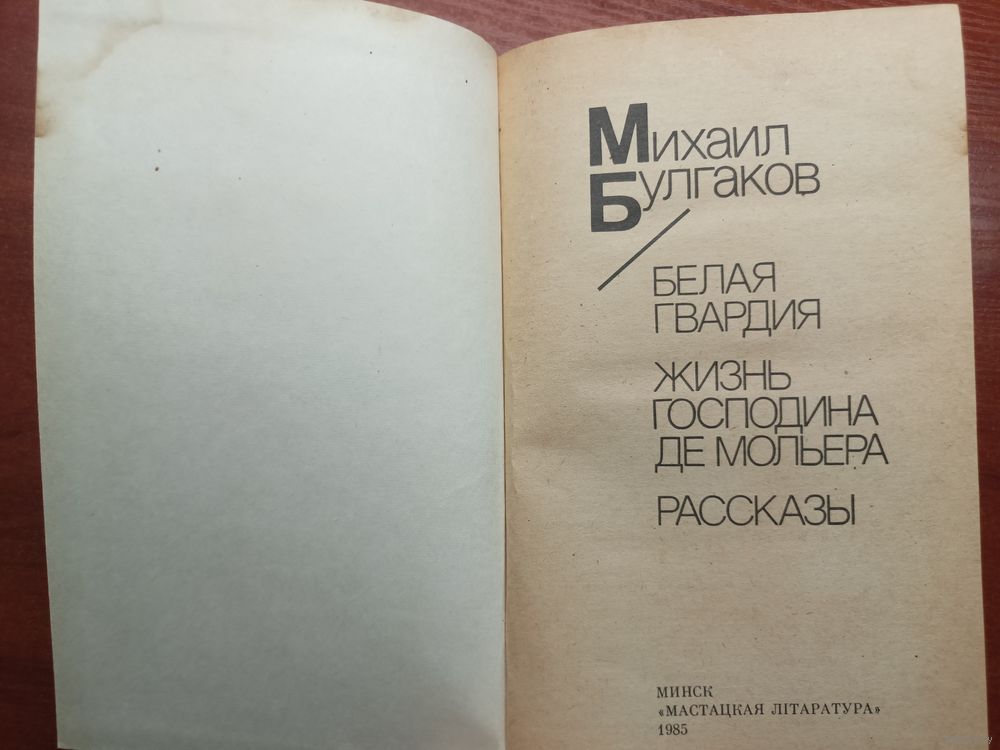 Михаил
Булгаков
БЕЛАЯ
ГВАРДИЯ
ЖИЗНЬ
ГОСПОДИНА
ДЕ МОЛЬЕРА
РАССКАЗЫ
МИНСК
«МАСТАЦКАЯ ЛІТАРАТУРА»
1985